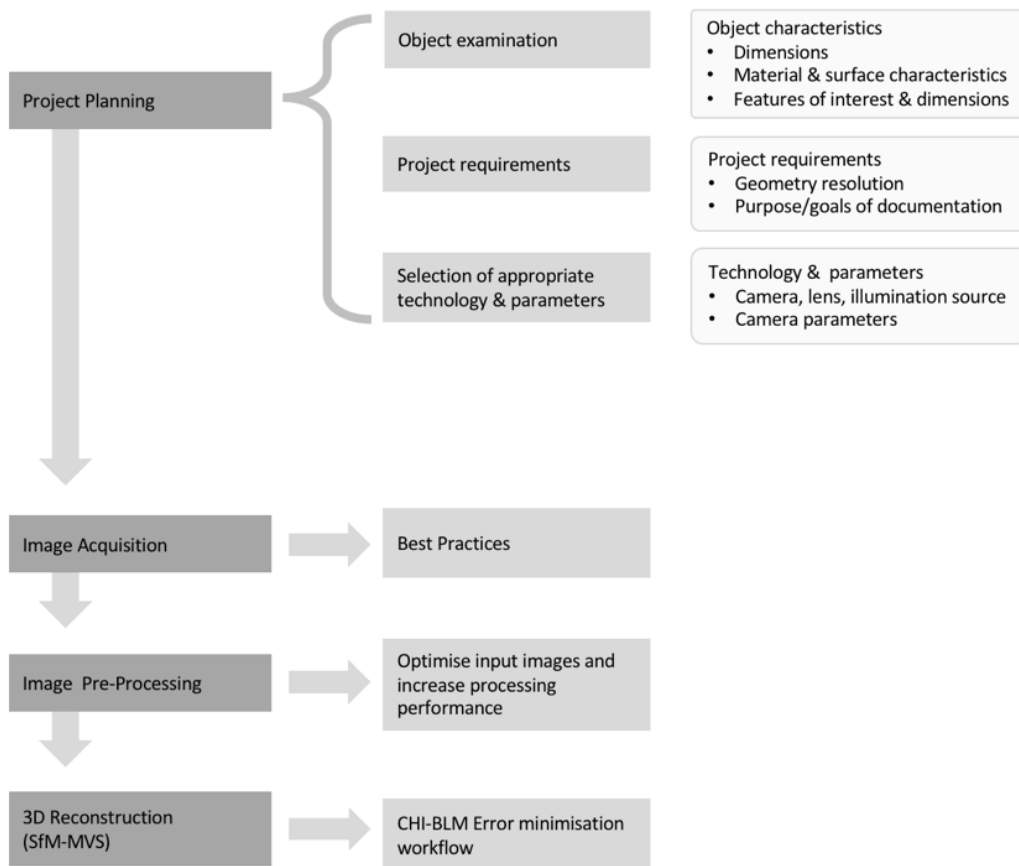 Project Planning
Object examination
Object characteristics
• Dimensions
• Material & surface characteristics
• Features of interest & dimensions
Project requirements
Project requirements
• Geometry resolution
• Purpose/goals of documentation
Selection of appropriate
technology & parameters
Technology & parameters
• Camera, lens, illumination source
• Camera parameters
Image Acquisition
Best Practices
Image Pre-Processing
Optimise input images and
increase processing
performance
3D Reconstruction
(SfM-MVS)
CHI-BLM Error minimisation
workflow